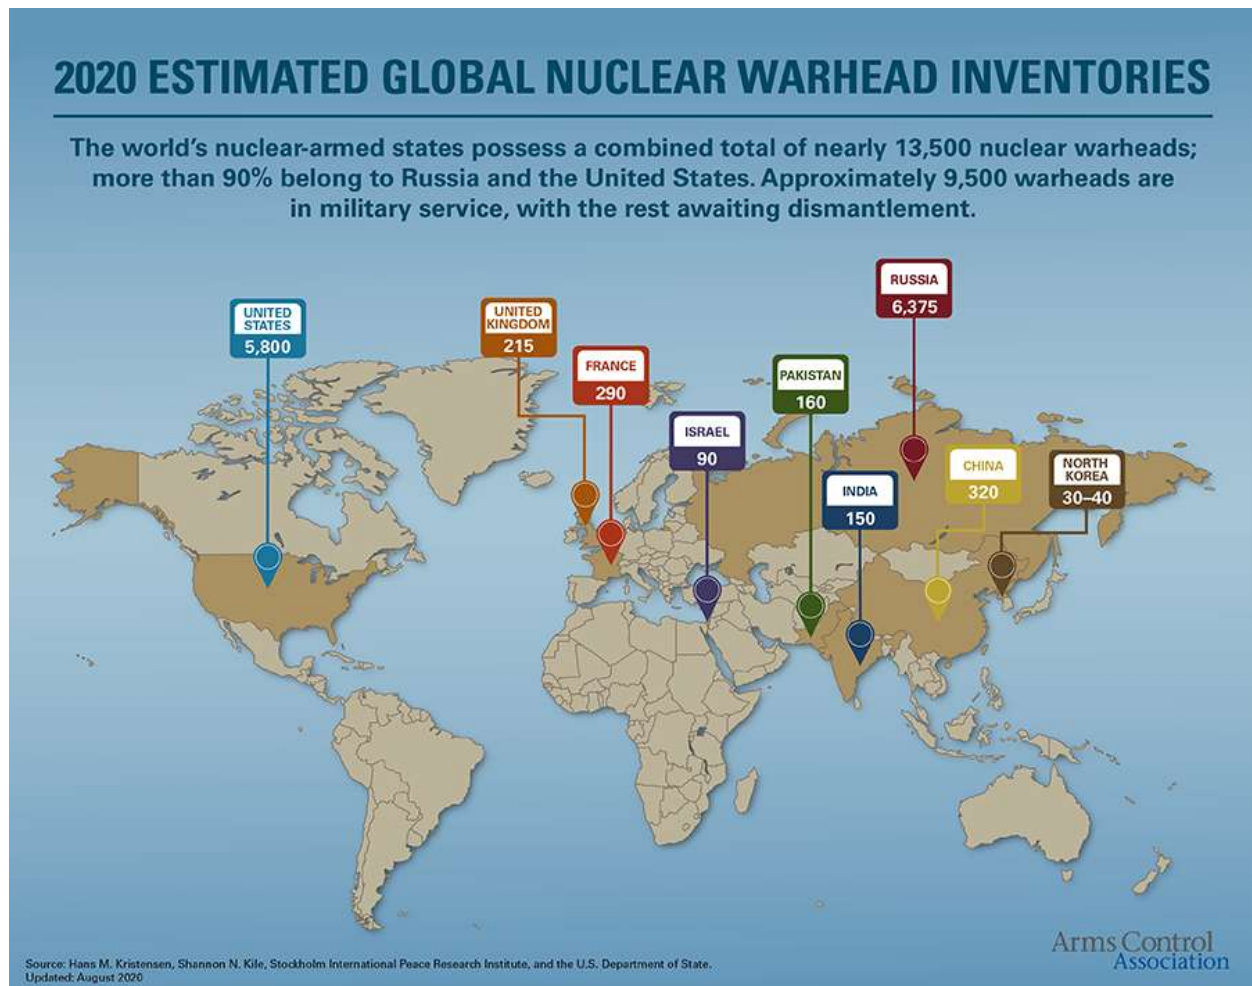 2020 ESTIMATED GLOBAL NUCLEAR WARHEAD INVENTORIES
The world's nuclear-armed states possess a combined total of nearly 13,500 nuclear warheads;
more than 90% belong to Russia and the United States. Approximately 9,500 warheads are
in military service, with the rest awaiting dismantlement.
RUSSIA
6,375
UNITED
STATES
5,800
UNITED
KINGDOM
215
FRANCE
290
PAKISTAN
160
ISRAEL
90
CHINA
320
NORTH
KOREA
30–40
INDIA
150
Arms Control
Association
Source: Hans M. Kristensen, Shannon N. Kile, Stockholm International Peace Research Institute, and the U.S. Department of State.
Updated: August 2020